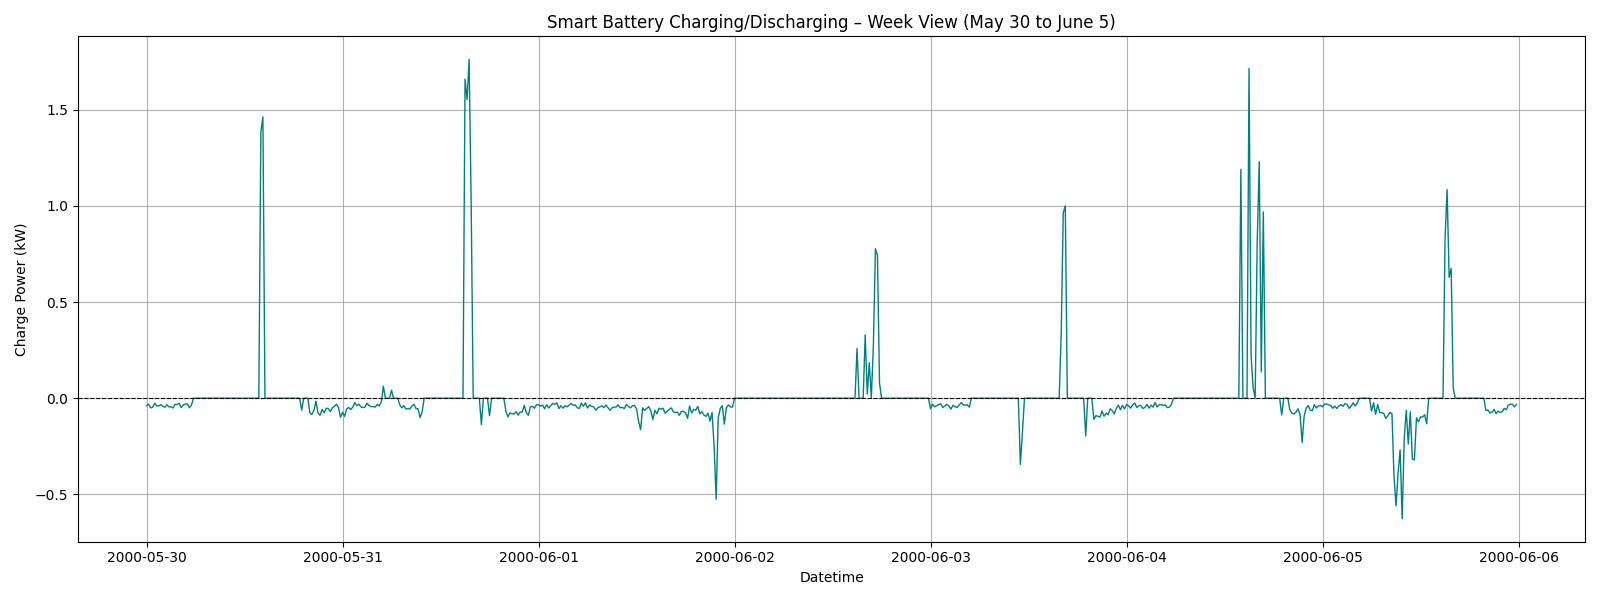 Smart Battery Charging/Discharging – Week View (May 30 to June 5)
Charge Power (kW)
1.5
1.0
0.5
0.0
−0.5
2000-05-30 2000-05-31 2000-06-01 2000-06-02 2000-06-03 2000-06-04 2000-06-05 2000-06-06
Datetime